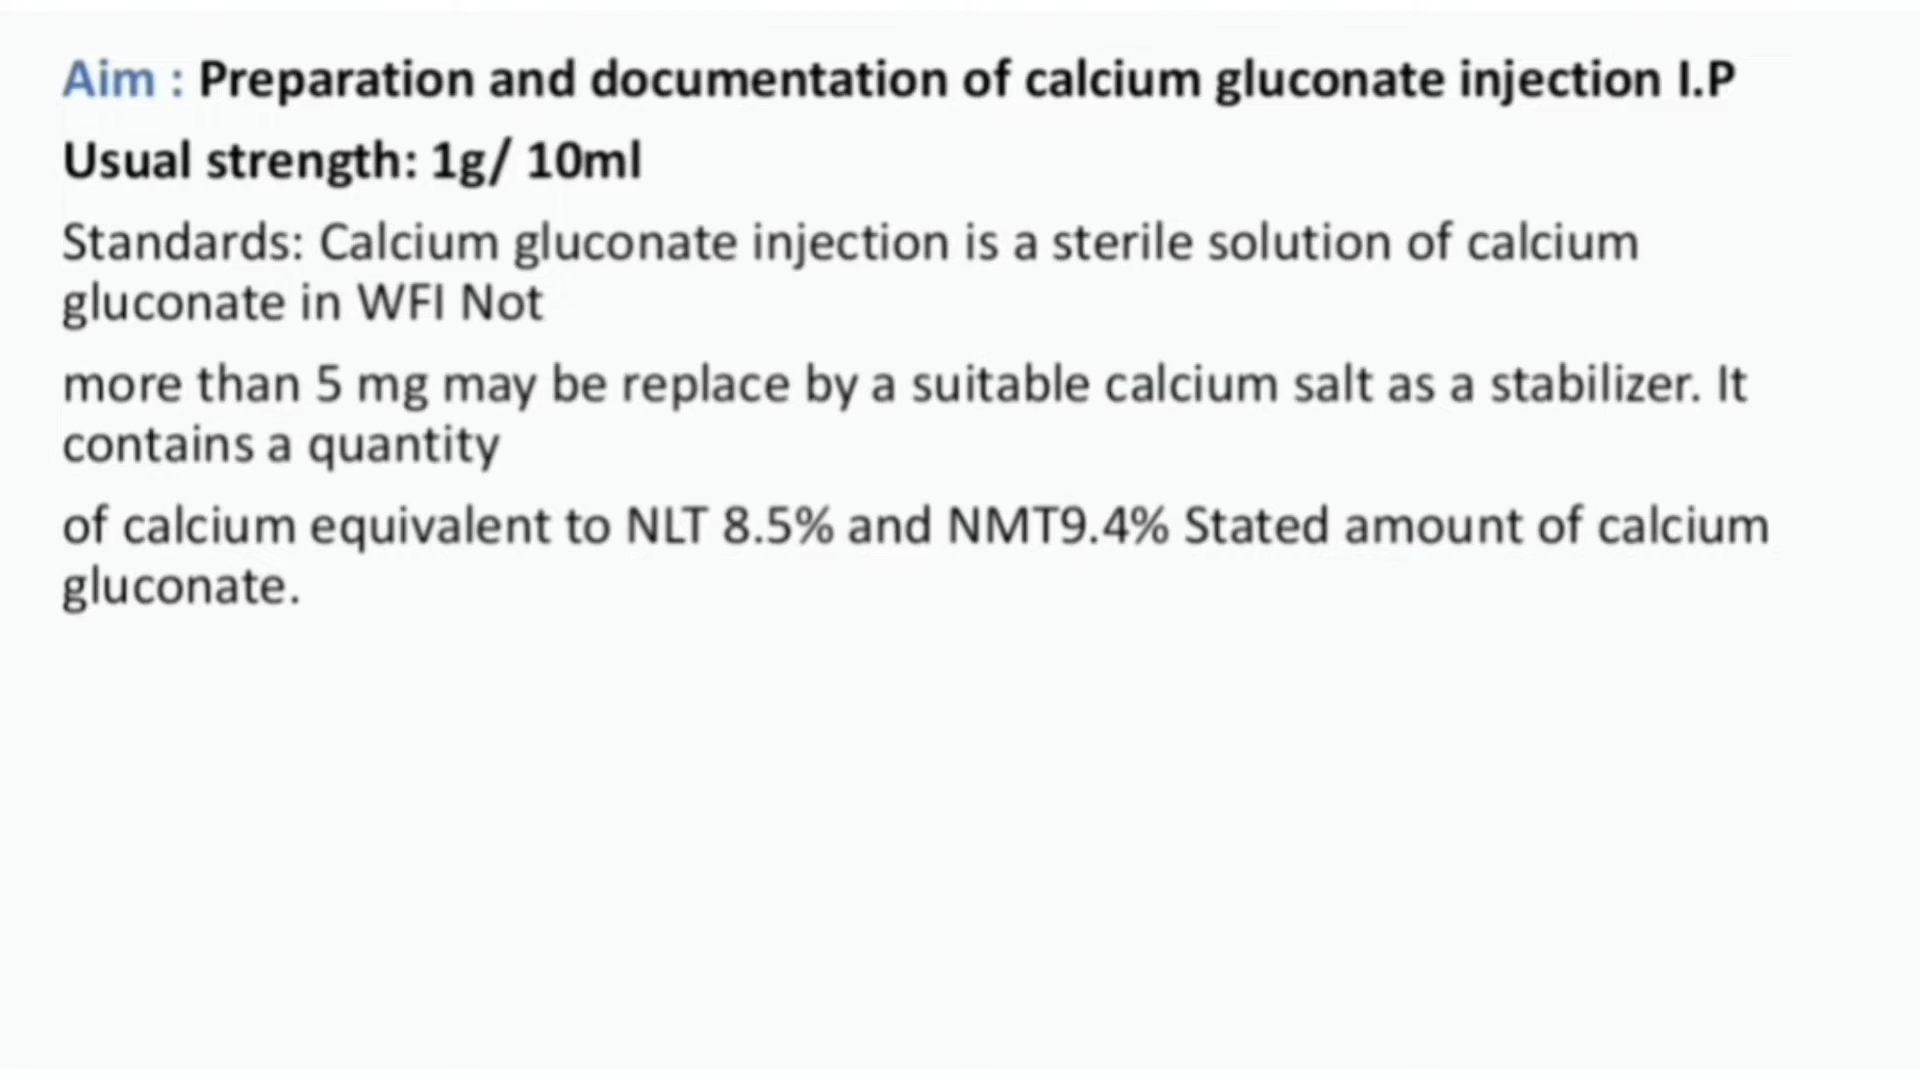 Aim : Preparation and documentation of calcium gluconate injection I.P
Usual strength: 1g/ 10ml
Standards: Calcium gluconate injection is a sterile solution of calcium
gluconate in WFI Not
more than 5 mg may be replace by a suitable calcium salt as a stabilizer. It
contains a quantity
of calcium equivalent to NLT 8.5% and NMT9.4% Stated amount of calcium
gluconate.